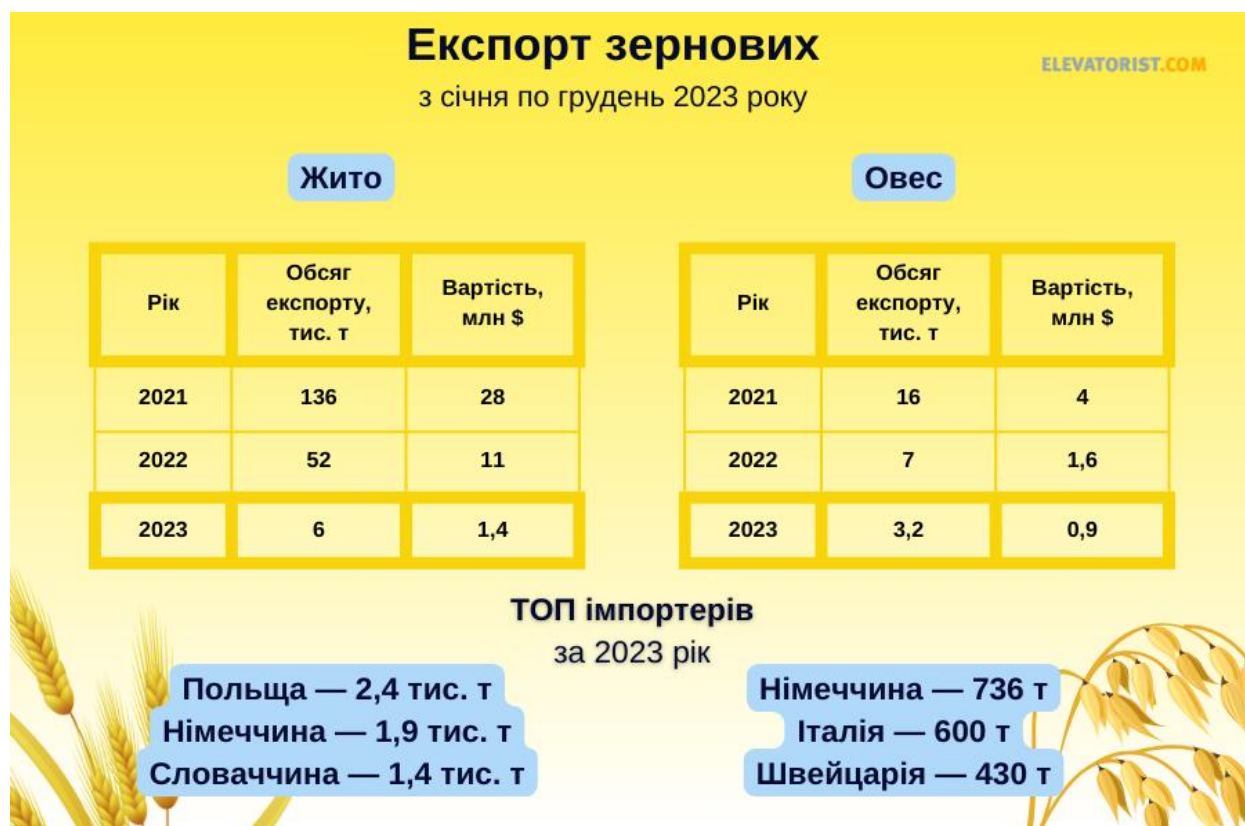 Експорт зернових
ELEVATORIST.COM
з січня по грудень 2023 року
Жито
Рік
Обсяг
експорту,
тис. т
Вартість,
млн $
2021 136 28
2022 52 11
2023 6 1,4
Овес
Рік
Обсяг
експорту,
тис. т
Вартість,
млн $
2021 16 4
2022 7 1,6
2023 3,2 0,9
ТОП імпортерів
за 2023 рік
Польща — 2,4 тис. т
Німеччина — 1,9 тис. т
Словаччина — 1,4 тис. т
Німеччина — 736 т
Італія — 600 т
Швейцарія — 430 т